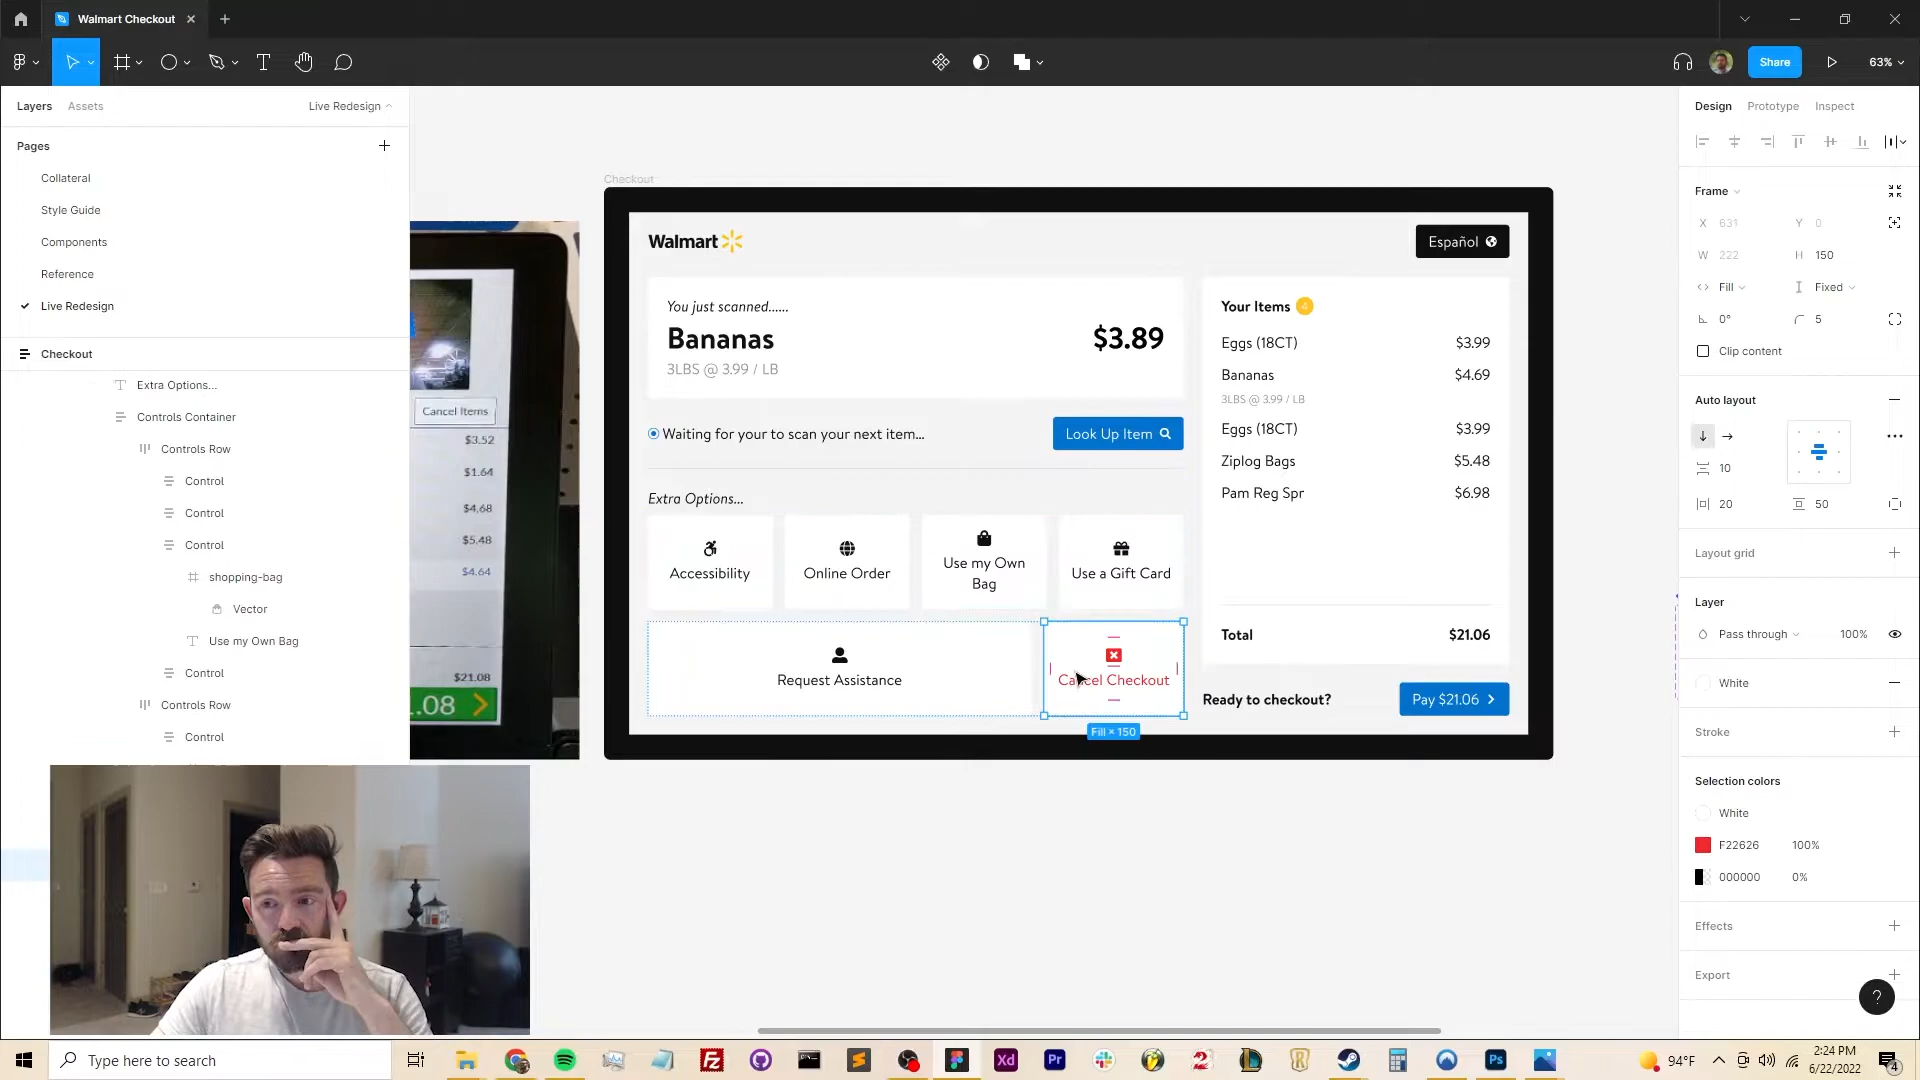 Walmart Checkout
Share
63%
Layers
Assets
Live Redesign
Pages
Collateral
Style Guide
Components
Reference
Live Redesign
Checkout
Extra Options...
Controls Container
Controls Row
Control
Control
Control
shopping-bag
Vector
Use my Own Bag
Control
Controls Row
Control
Cancel Items
$3.52
$1.64
$4.68
$5.48
$4.64
$21.08
.08
Checkout
Walmart
Español
You just scanned......
Bananas
$3.89
3LBS @ 3.99 / LB
Waiting for your to scan your next item...
Look Up Item
Extra Options...
Accessibility
Online Order
Use my Own
Bag
Use a Gift Card
Request Assistance
Cancel Checkout
Fill × 150
Your Items 4
Eggs (18CT) $3.99
Bananas $4.69
3LBS @ 3.99 / LB
Eggs (18CT) $3.99
Ziplog Bags $5.48
Pam Reg Spr $6.98
Total $21.06
Ready to checkout?
Pay $21.06
Design
Prototype
Inspect
Frame
X 631 Y 0
W 222 H 150
Fill Fixed
0° 5
Clip content
Auto layout
10
20 50
Layout grid
Layer
Pass through 100%
White
Stroke
Selection colors
White
F22626 100%
000000 0%
Effects
Export
?
Type here to search
Xd
Pr
Ps
94°F
2:24 PM
6/22/2022
4